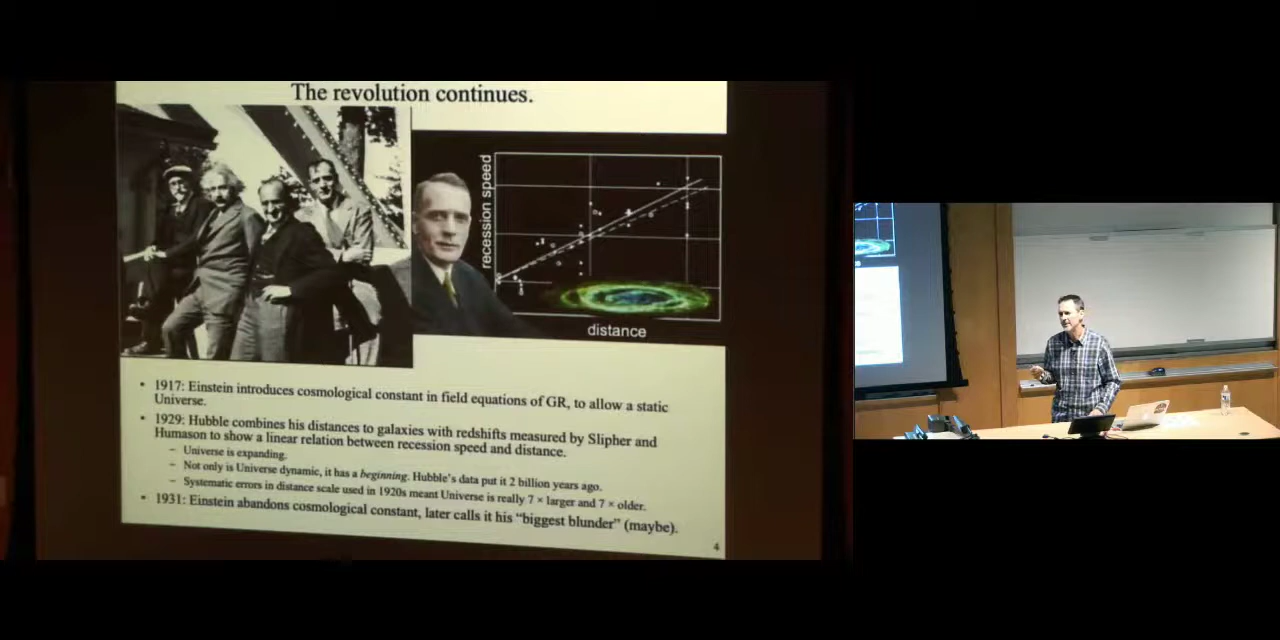 The revolution continues.
recession speed
distance
• 1917: Einstein introduces cosmological constant in field equations of GR, to allow a static
Universe.
• 1929: Hubble combines his distances to galaxies with redshifts measured by Slipher and
Humason to show a linear relation between recession speed and distance.
– Universe is expanding.
– Not only is Universe dynamic, it has a beginning. Hubble's data put it 2 billion years ago.
– Systematic errors in distance scale used in 1920s meant Universe is really 7 × larger and 7 × older.
• 1931: Einstein abandons cosmological constant, later calls it his “biggest blunder” (maybe).
4